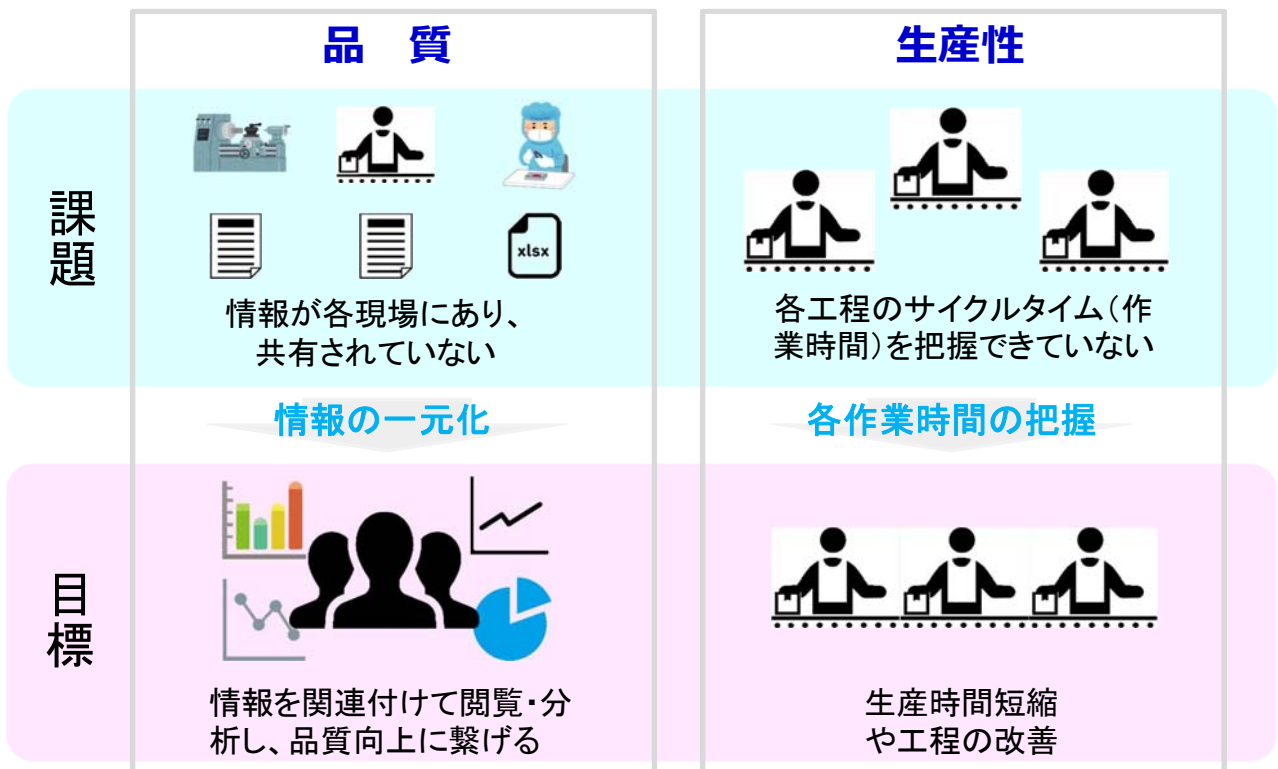 品　質
生産性
課題
xlsx
情報が各現場にあり、
共有されていない
各工程のサイクルタイム（作
業時間）を把握できていない
情報の一元化
各作業時間の把握
目標
情報を関連付けて閲覧・分
析し、品質向上に繋げる
生産時間短縮
や工程の改善